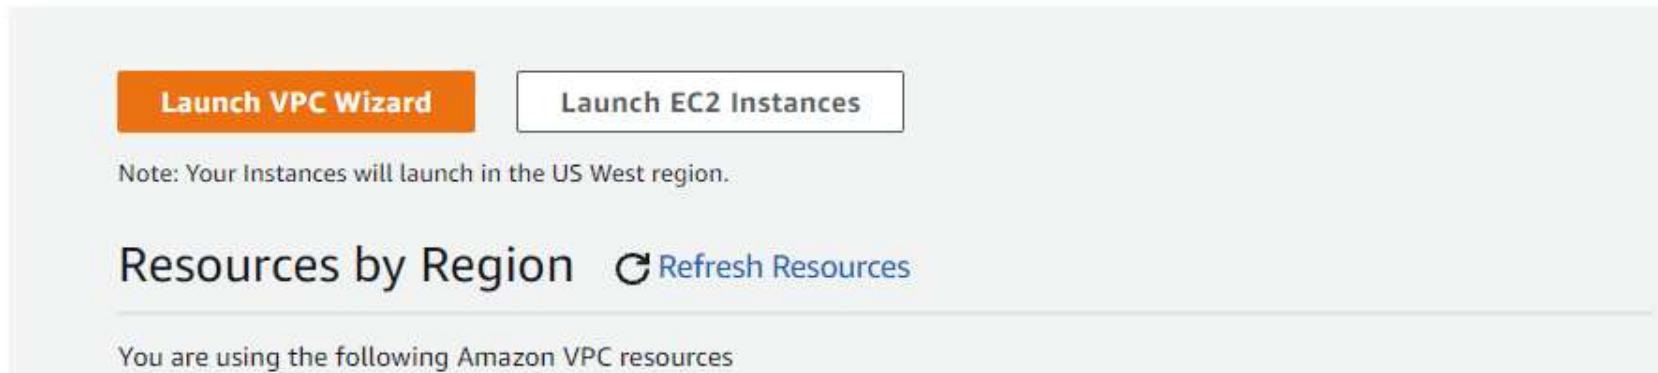 Launch VPC Wizard Launch EC2 Instances
Note: Your Instances will launch in the US West region.
Resources by Region Refresh Resources
You are using the following Amazon VPC resources